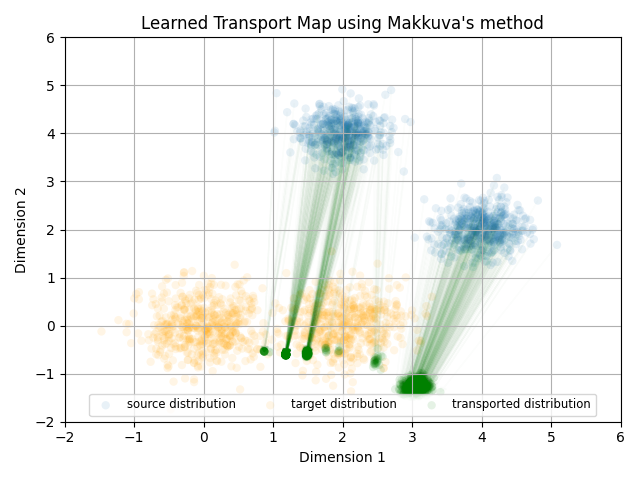 Learned Transport Map using Makkuva's method
6
5
4
3
2
1
0
−1
−2
Dimension 2
source distribution target distribution transported distribution
−2 −1 0 1 2 3 4 5 6
Dimension 1